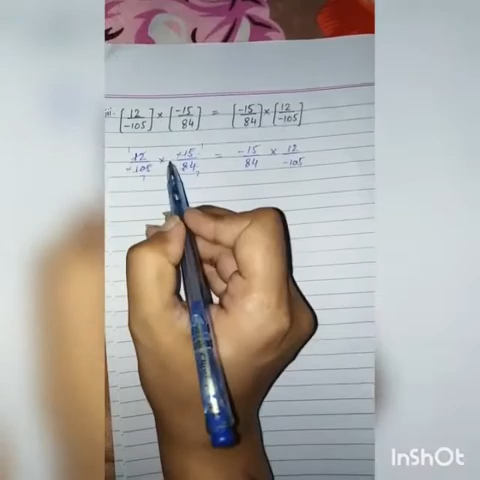 iii. [12/-105] × [-15/84] = [-15/84] × [12/-105]
12/-105 × -15/84 = -15/84 × 12/-105
InShOt